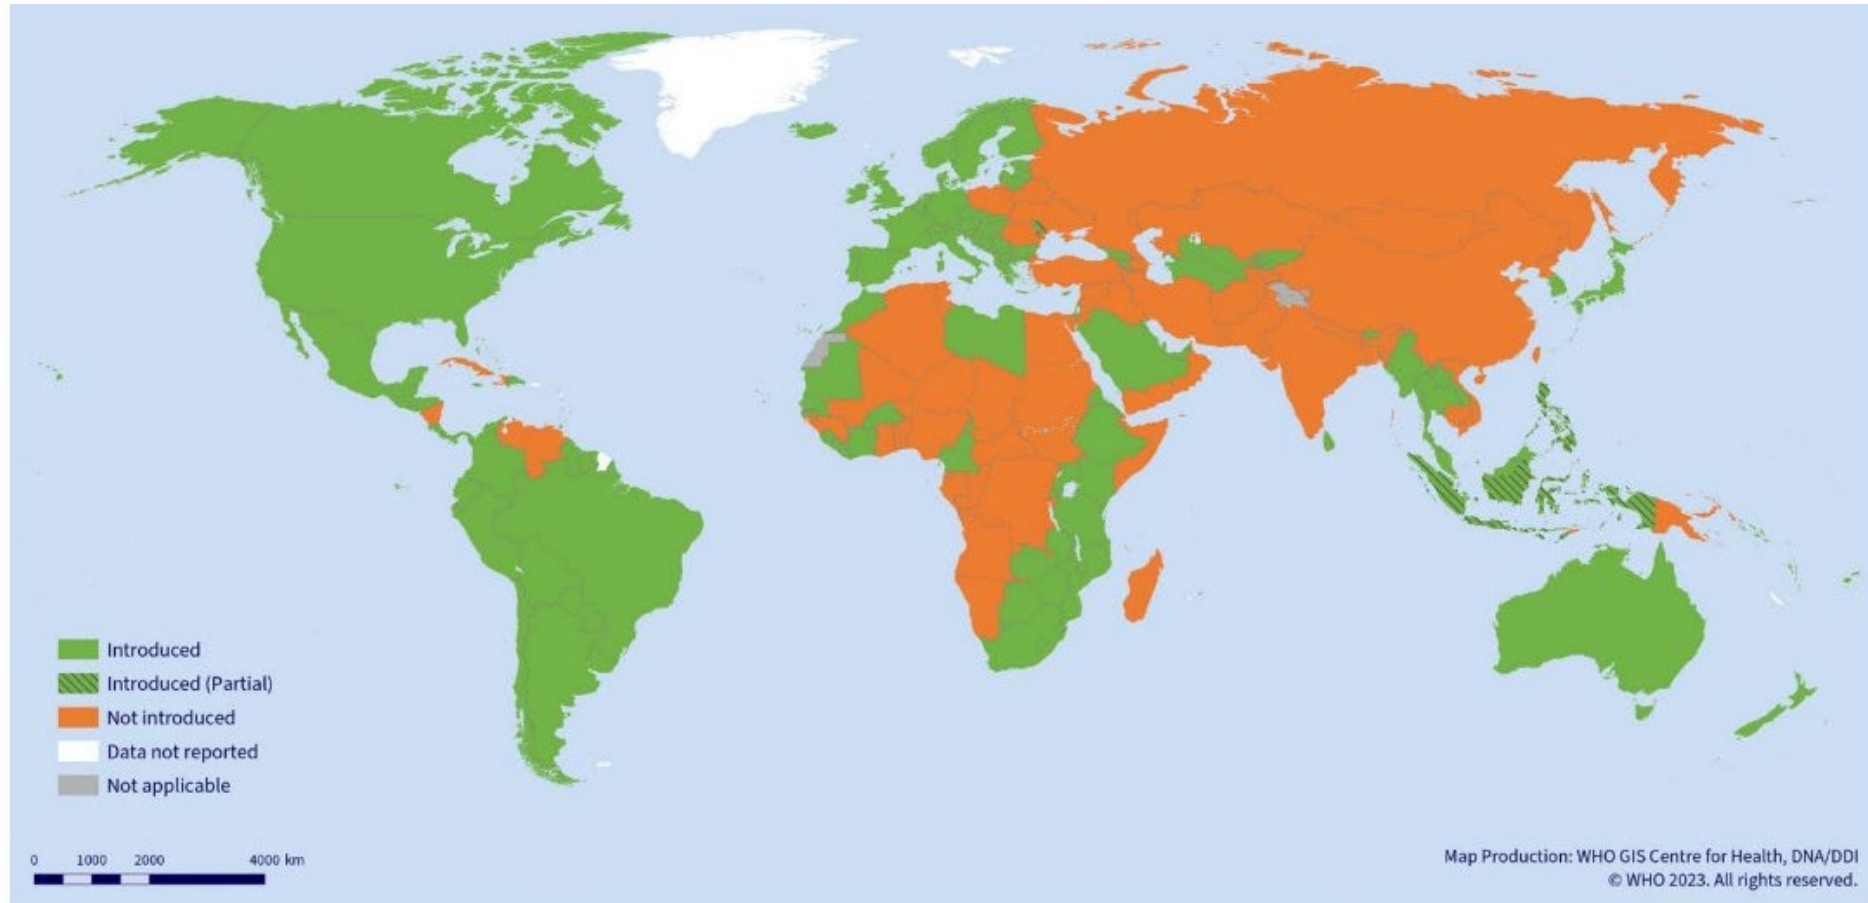 Introduced
Introduced (Partial)
Not introduced
Data not reported
Not applicable
0 1000 2000 4000 km
Map Production: WHO GIS Centre for Health, DNA/DDI
© WHO 2023. All rights reserved.